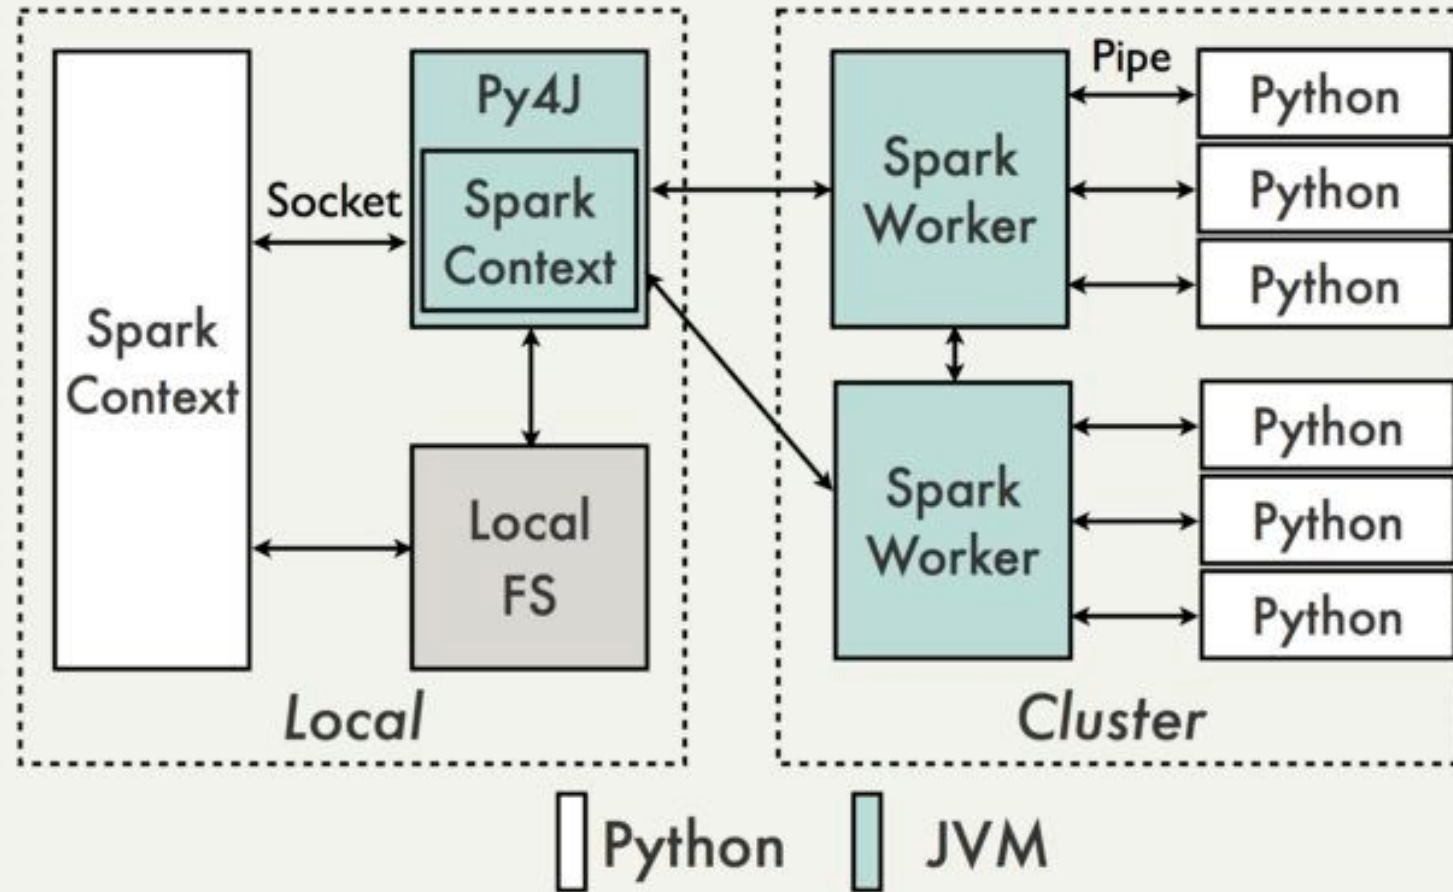 Spark
Context
Socket
Py4J
Spark
Context
Local
FS
Local
Spark
Worker
Pipe
Python
Python
Python
Spark
Worker
Python
Python
Python
Cluster
Python
JVM